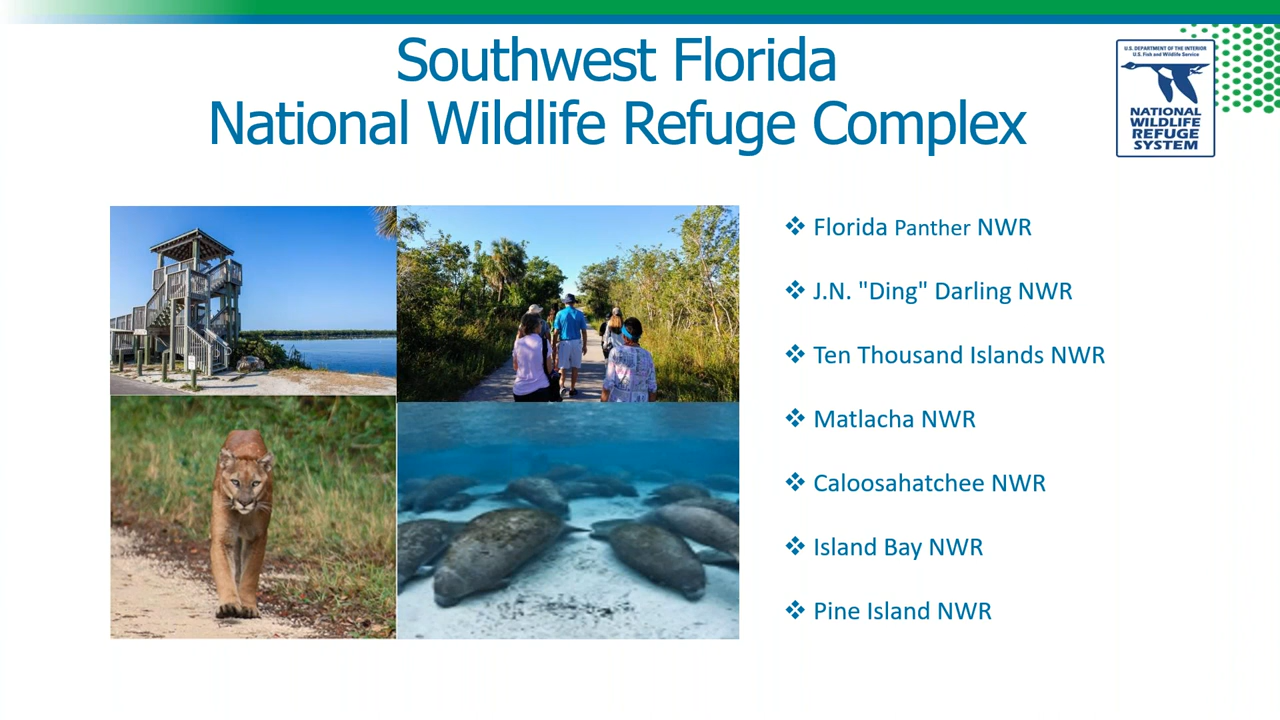 Southwest Florida
National Wildlife Refuge Complex
U.S. DEPARTMENT OF THE INTERIOR
U.S. Fish and Wildlife Service
NATIONAL
WILDLIFE
REFUGE
SYSTEM
❖ Florida Panther NWR
❖ J.N. "Ding" Darling NWR
❖ Ten Thousand Islands NWR
❖ Matlacha NWR
❖ Caloosahatchee NWR
❖ Island Bay NWR
❖ Pine Island NWR